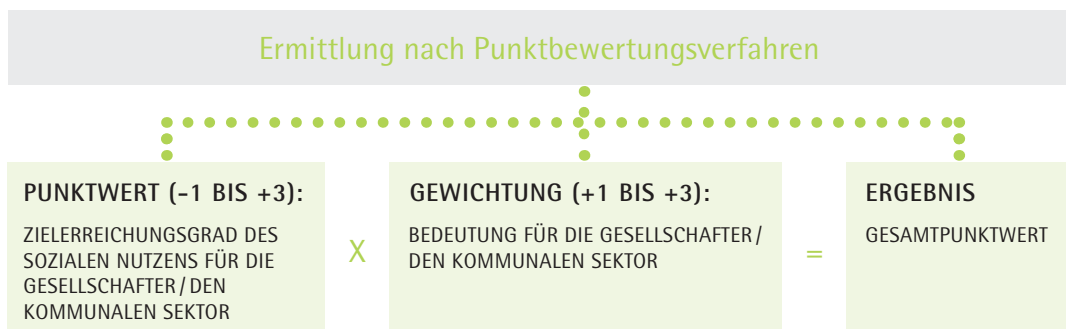 Ermittlung nach Punktbewertungsverfahren
PUNKTWERT (-1 BIS +3):
ZIELERREICHUNGSGRAD DES
SOZIALEN NUTZENS FÜR DIE
GESELLSCHAFTER / DEN
KOMMUNALEN SEKTOR
X
GEWICHTUNG (+1 BIS +3):
BEDEUTUNG FÜR DIE GESELLSCHAFTER /
DEN KOMMUNALEN SEKTOR
=
ERGEBNIS
GESAMTPUNKTWERT